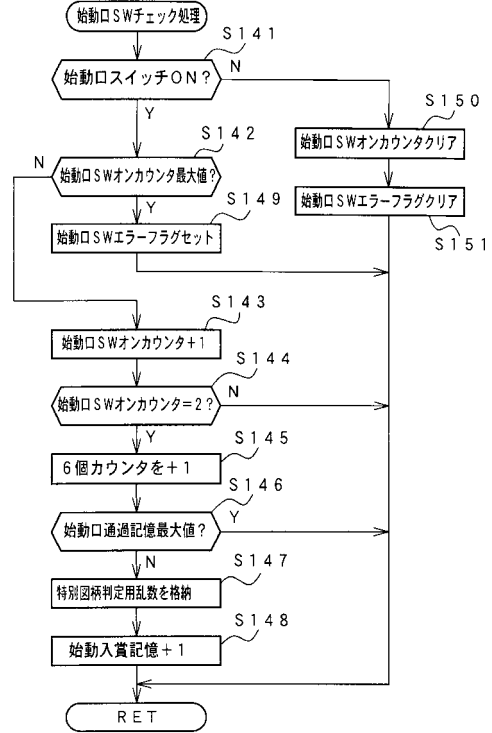 始動口SWチェック処理
S141
始動口スイッチON?
N
Y
S142
N
始動口SWオンカウンタ最大値?
Y
S149
始動口SWエラーフラグセット
S150
始動口SWオンカウンタクリア
始動口SWエラーフラグクリア
S151
S143
始動口SWオンカウンタ+1
S144
始動口SWオンカウンタ=2?
N
Y
S145
6個カウンタを+1
S146
始動口通過記憶最大値?
Y
N
S147
特別図柄判定用乱数を格納
S148
始動入賞記憶+1
RET